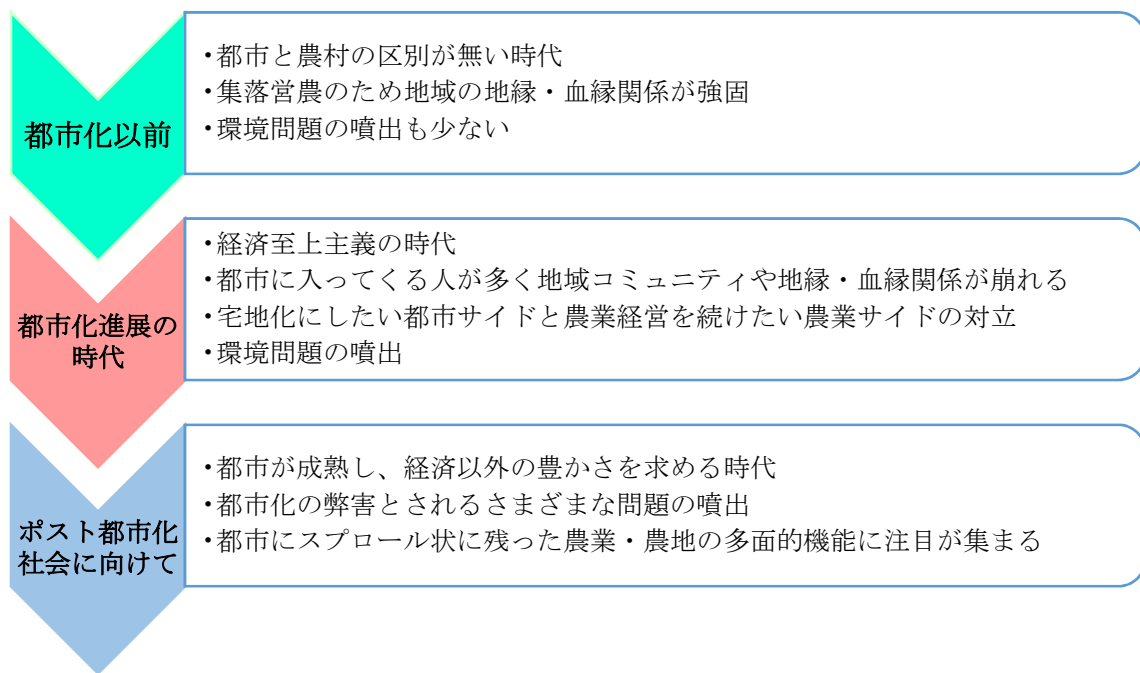 都市化以前
・都市と農村の区別が無い時代
・集落営農のため地域の地縁・血縁関係が強固
・環境問題の噴出も少ない
都市化進展の
時代
・経済至上主義の時代
・都市に入ってくる人が多く地域コミュニティや地縁・血縁関係が崩れる
・宅地化にしたい都市サイドと農業経営を続けたい農業サイドの対立
・環境問題の噴出
ポスト都市化
社会に向けて
・都市が成熟し、経済以外の豊かさを求める時代
・都市化の弊害とされるさまざまな問題の噴出
・都市にスプロール状に残った農業・農地の多面的機能に注目が集まる